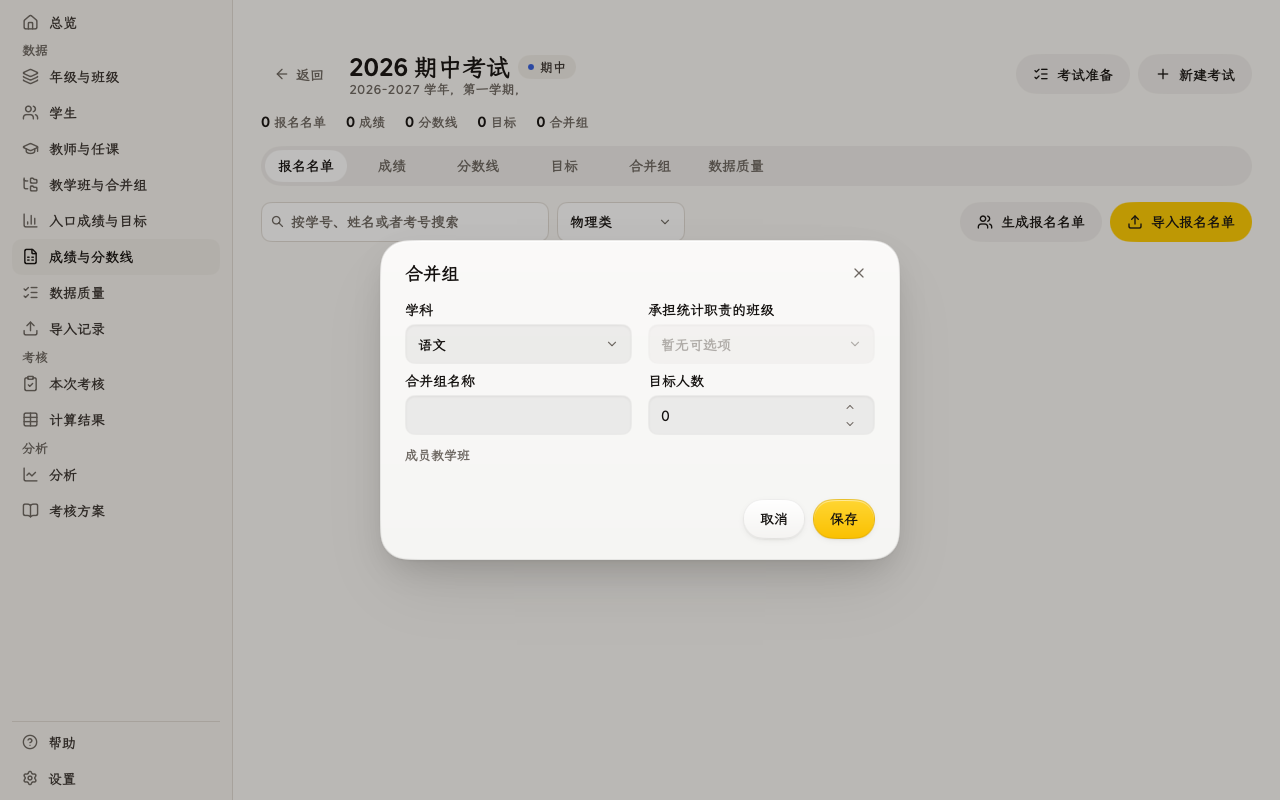 总览
数据
年级与班级
学生
教师与任课
教学班与合并组
入口成绩与目标
成绩与分数线
数据质量
导入记录
考核
本次考核
计算结果
分析
分析
考核方案
帮助
设置
返回
2026 期中考试
期中
2026-2027 学年，第一学期，
考试准备
新建考试
0 报名名单 0 成绩 0 分数线 0 目标 0 合并组
报名名单 成绩 分数线 目标 合并组 数据质量
按学号、姓名或者考号搜索
物理类
生成报名名单
导入报名名单
合并组
学科
承担统计职责的班级
语文
暂无可选项
合并组名称
目标人数
0
成员教学班
取消
保存